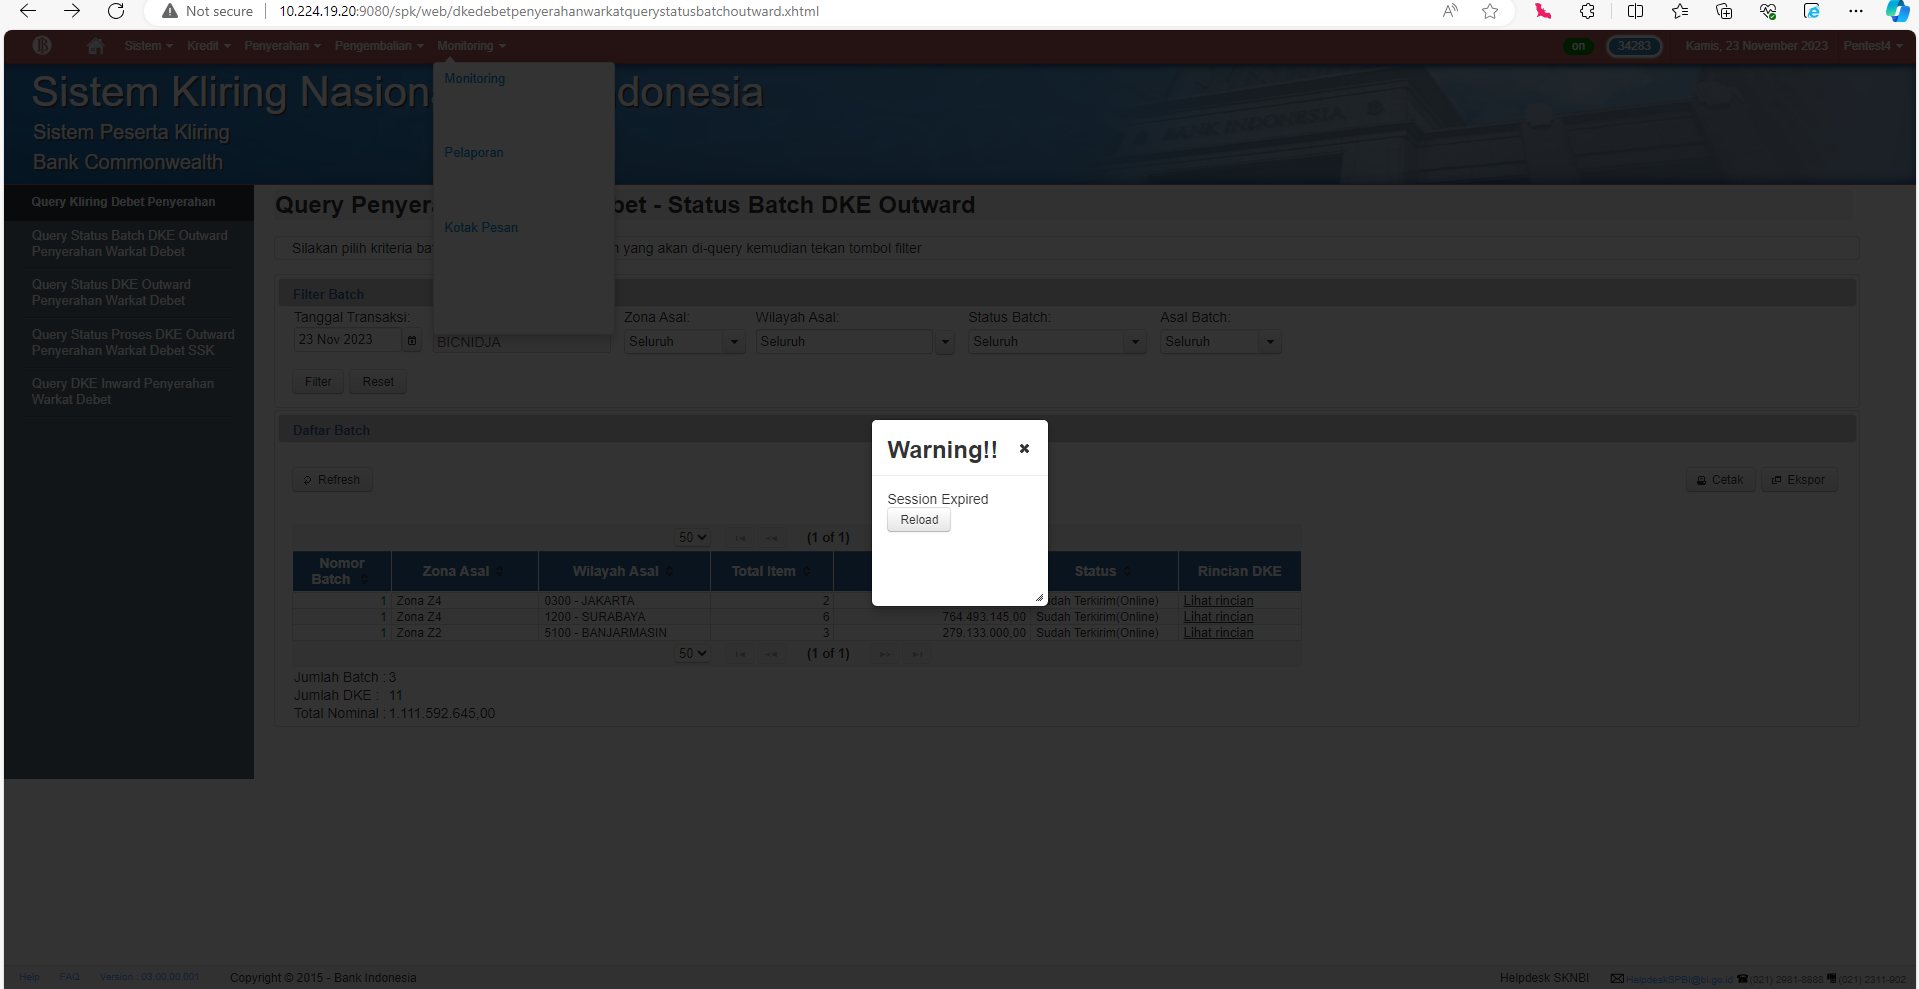 Not secure 10.224.19.20:9080/spk/web/dkedebetpenyerahanwarkatquerystatusbatchoutward.xhtml
Sistem Kredit Penyerahan Pengembalian Monitoring on 34283 Kamis, 23 November 2023 Pentest4
Monitoring
Pelaporan
Kotak Pesan
Sistem Kliring Nasion donesia
Sistem Peserta Kliring
Bank Commonwealth
Query Kliring Debet Penyerahan
Query Status Batch DKE Outward
Penyerahan Warkat Debet
Query Status DKE Outward
Penyerahan Warkat Debet
Query Status Proses DKE Outward
Penyerahan Warkat Debet SSK
Query DKE Inward Penyerahan
Warkat Debet
Query Penyer bet - Status Batch DKE Outward
Silakan pilih kriteria ba yang akan di-query kemudian tekan tombol filter
Filter Batch
Tanggal Transaksi: Zona Asal: Wilayah Asal: Status Batch: Asal Batch:
23 Nov 2023 BICNIDJA Seluruh Seluruh Seluruh Seluruh
Filter Reset
Daftar Batch
Refresh Cetak Ekspor
Warning!!
Session Expired
Reload
50 (1 of 1)
Nomor Batch Zona Asal Wilayah Asal Total Item Status Rincian DKE
1 Zona Z4 0300 - JAKARTA 2 udah Terkirim(Online) Lihat rincian
1 Zona Z4 1200 - SURABAYA 6 764.493.145,00 Sudah Terkirim(Online) Lihat rincian
1 Zona Z2 5100 - BANJARMASIN 3 279.133.000,00 Sudah Terkirim(Online) Lihat rincian
50 (1 of 1)
Jumlah Batch : 3
Jumlah DKE : 11
Total Nominal : 1.111.592.645,00
Help FAQ Version : 03.00.00.001 Copyright © 2015 - Bank Indonesia Helpdesk SKNBI HelpdeskSPBI@bi.go.id (021) 2981-8888 (021) 2311-902